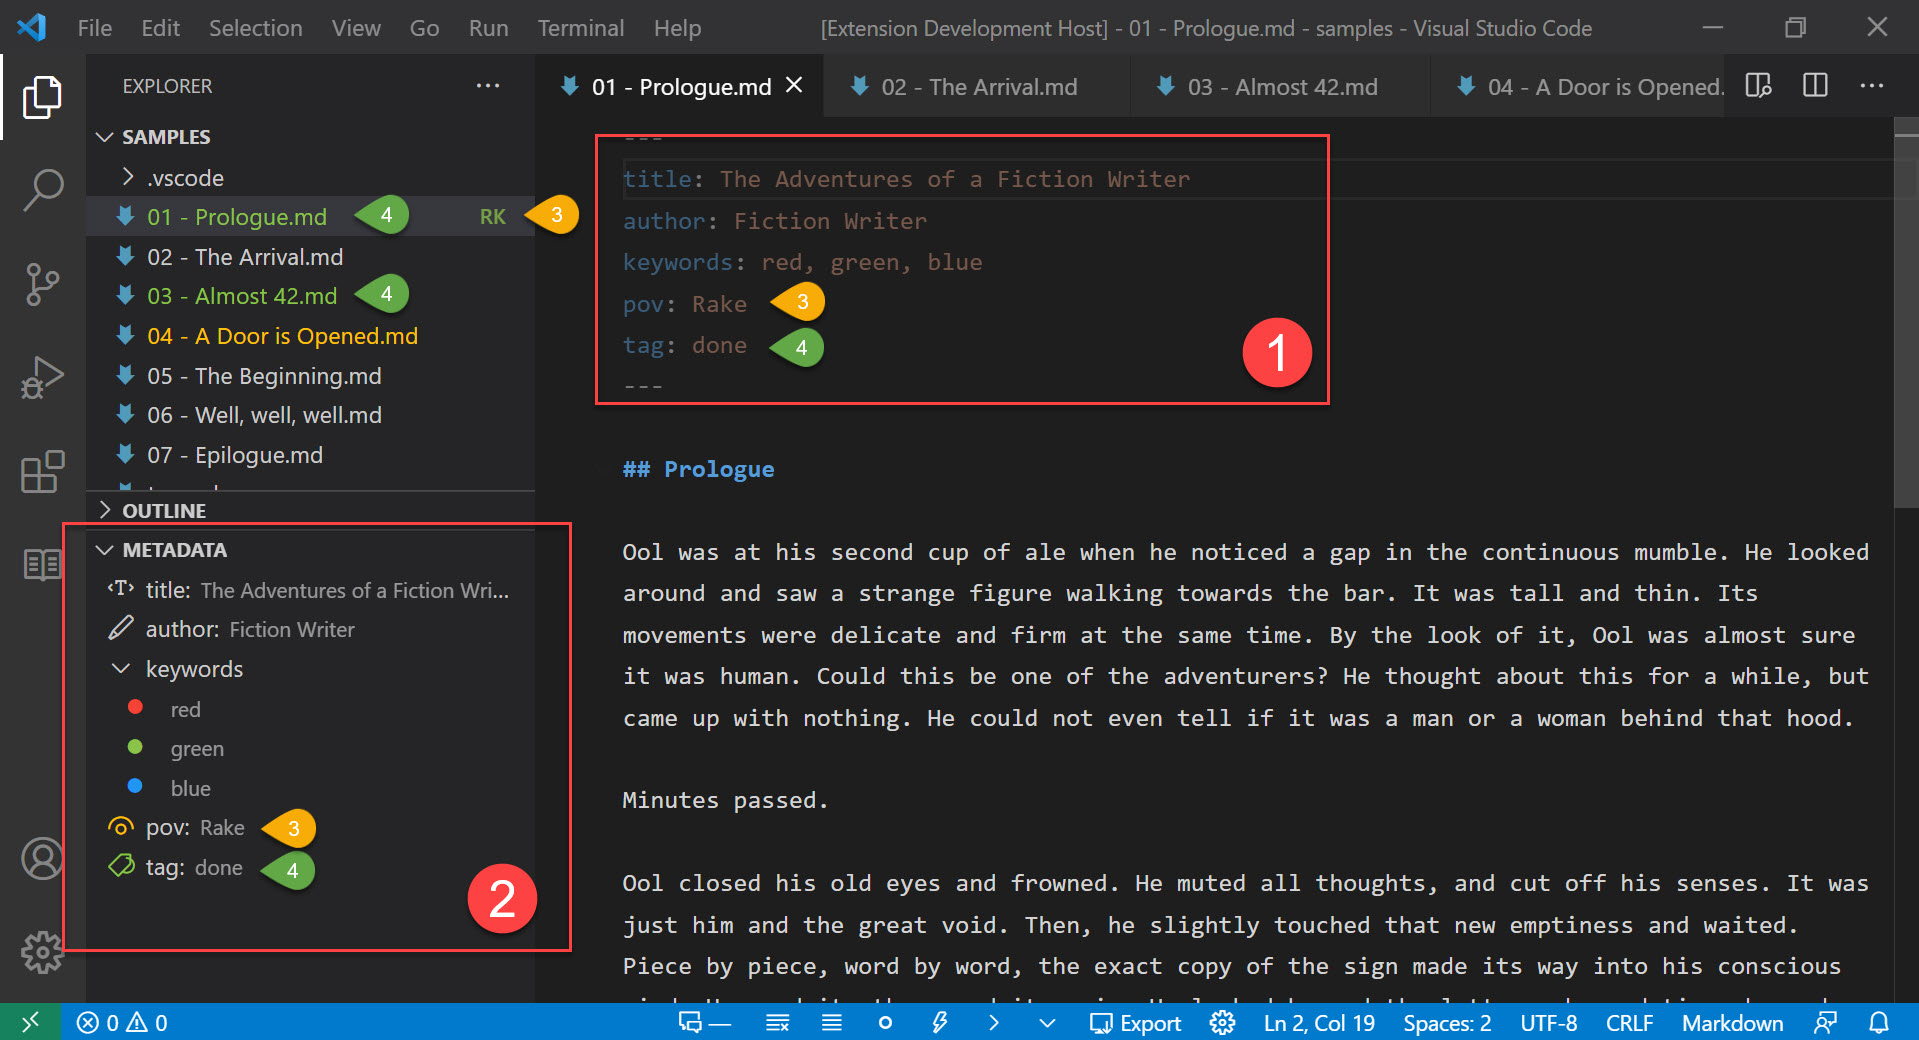 File Edit Selection View Go Run Terminal Help [Extension Development Host] - 01 - Prologue.md - samples - Visual Studio Code
EXPLORER
01 - Prologue.md 02 - The Arrival.md 03 - Almost 42.md 04 - A Door is Opened.
SAMPLES
.vscode
01 - Prologue.md 4 RK 3
02 - The Arrival.md
03 - Almost 42.md 4
04 - A Door is Opened.md
05 - The Beginning.md
06 - Well, well, well.md
07 - Epilogue.md
OUTLINE
METADATA
title: The Adventures of a Fiction Wri...
author: Fiction Writer
keywords
red
green
blue
pov: Rake 3
tag: done 4
2
---
title: The Adventures of a Fiction Writer
author: Fiction Writer
keywords: red, green, blue
pov: Rake 3
tag: done 4
1
---
## Prologue
Ool was at his second cup of ale when he noticed a gap in the continuous mumble. He looked
around and saw a strange figure walking towards the bar. It was tall and thin. Its
movements were delicate and firm at the same time. By the look of it, Ool was almost sure
it was human. Could this be one of the adventurers? He thought about this for a while, but
came up with nothing. He could not even tell if it was a man or a woman behind that hood.
Minutes passed.
Ool closed his old eyes and frowned. He muted all thoughts, and cut off his senses. It was
just him and the great void. Then, he slightly touched that new emptiness and waited.
Piece by piece, word by word, the exact copy of the sign made its way into his conscious
0 0 Export Ln 2, Col 19 Spaces: 2 UTF-8 CRLF Markdown